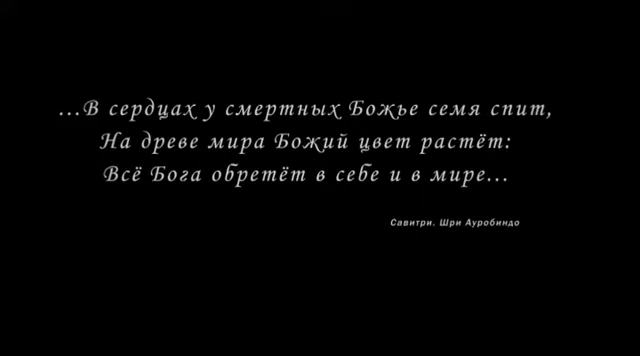 ...В сердцах у смертных Божье семя спит,
На древе мира Божий цвет растёт:
Всё Бога обретёт в себе и в мире...
Савитри. Шри Ауробиндо